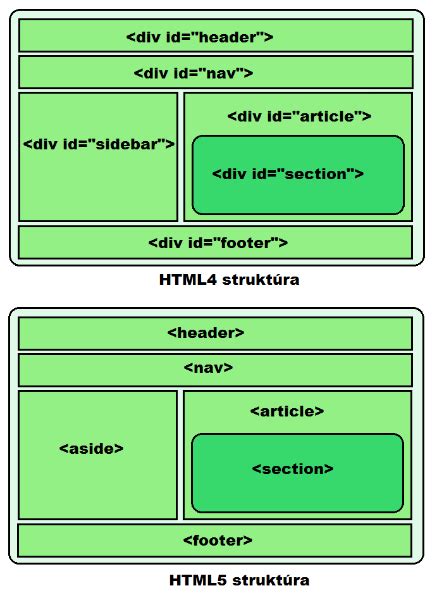 <div id="header">
<div id="nav">
<div id="sidebar">
<div id="article">
<div id="section">
<div id="footer">
HTML4 struktúra
<header>
<nav>
<aside>
<article>
<section>
<footer>
HTML5 struktúra